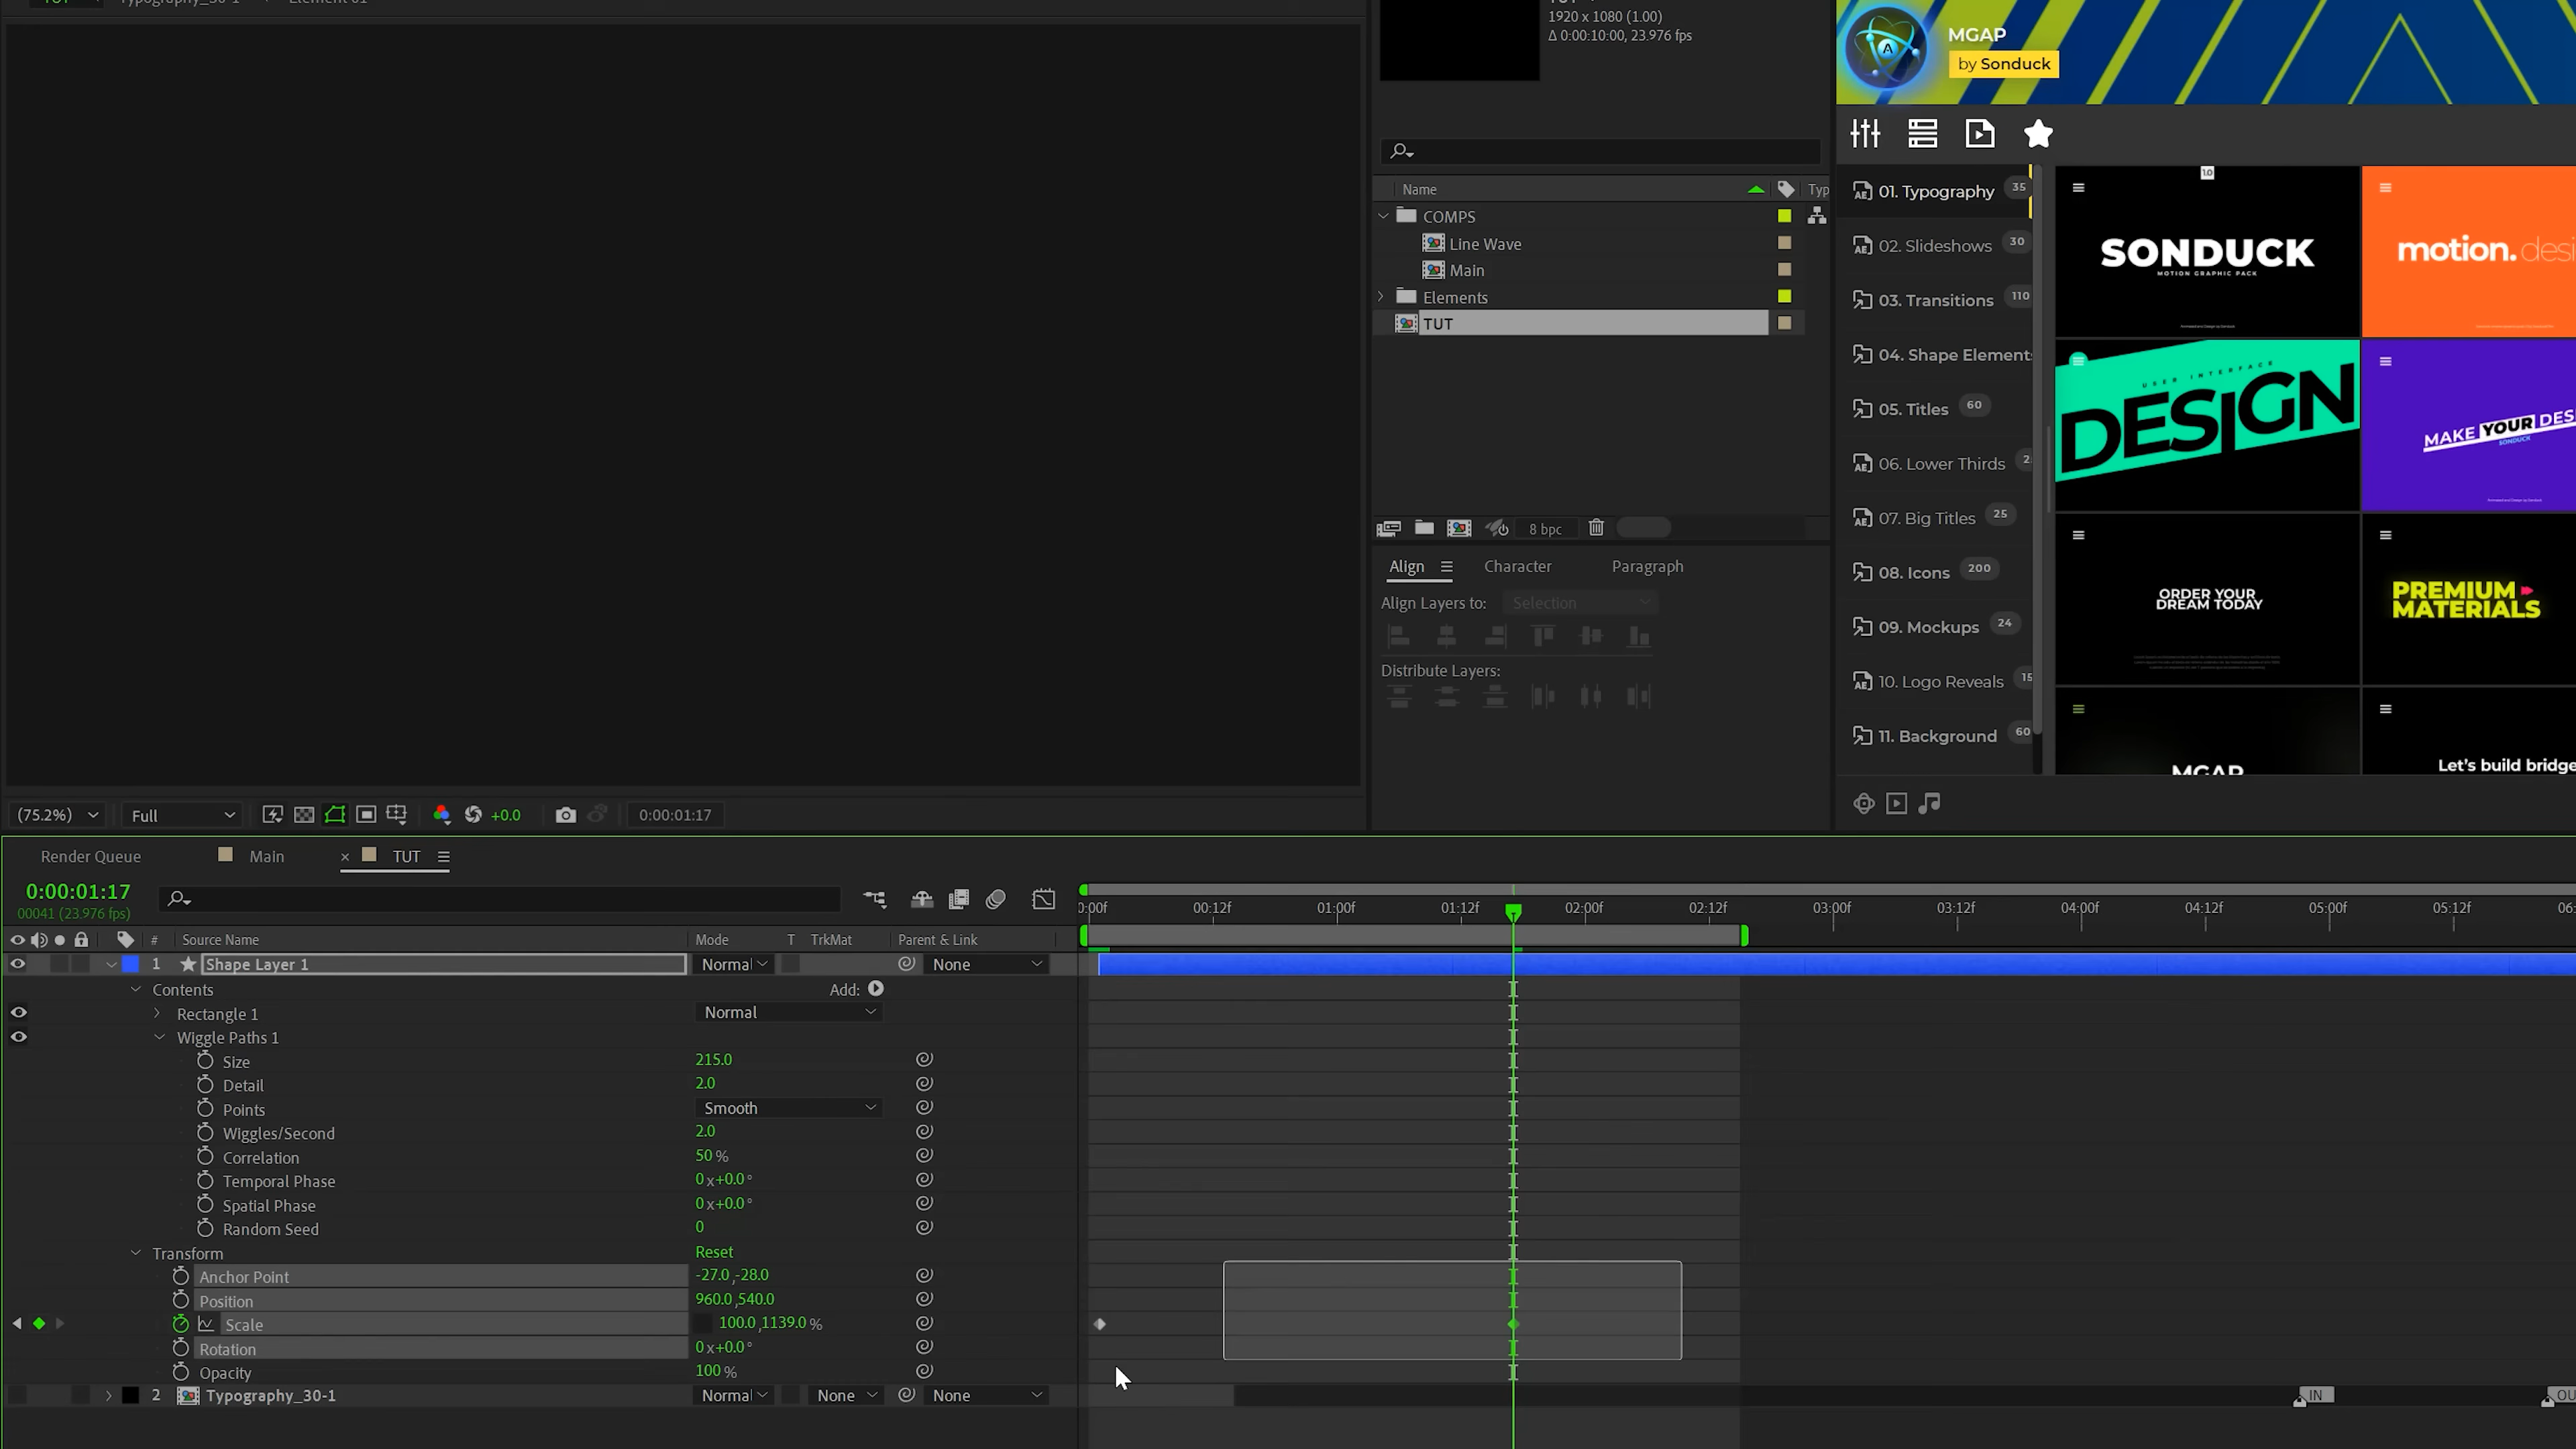 1920 x 1080 (1.00)
Δ 0:00:10:00, 23.976 fps
MGAP
by Sonduck
Name
Typ
COMPS
Line Wave
Main
Elements
TUT
8 bpc
Align
Character
Paragraph
Align Layers to:
Selection
Distribute Layers:
01. Typography 35
02. Slideshows 30
03. Transitions 110
04. Shape Elements
05. Titles 60
06. Lower Thirds 2
07. Big Titles 25
08. Icons 200
09. Mockups 24
10. Logo Reveals 15
11. Background 60
1.0
SONDUCK
MOTION GRAPHIC PACK
motion.desi
USER INTERFACE
DESIGN
MAKE YOUR DES
SONDUCK
ORDER YOUR
DREAM TODAY
PREMIUM
MATERIALS
MGAP
Let's build bridge
(75.2%)
Full
+0.0
0:00:01:17
Render Queue
Main
× TUT
0:00:01:17
00041 (23.976 fps)
0:00f 00:12f 01:00f 01:12f 02:00f 02:12f 03:00f 03:12f 04:00f 04:12f 05:00f 05:12f 06:
# Source Name Mode T TrkMat Parent & Link
1 Shape Layer 1 Normal None
Contents Add:
Rectangle 1 Normal
Wiggle Paths 1
Size 215.0
Detail 2.0
Points Smooth
Wiggles/Second 2.0
Correlation 50 %
Temporal Phase 0x+0.0°
Spatial Phase 0x+0.0°
Random Seed 0
Transform Reset
Anchor Point -27.0,-28.0
Position 960.0,540.0
Scale 100.0,1139.0 %
Rotation 0x+0.0°
Opacity 100 %
2 Typography_30-1 Normal None None
IN
OU